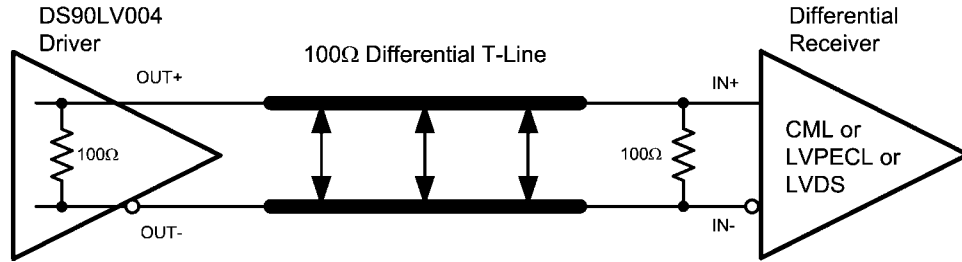 DS90LV004
Driver
OUT+
100Ω
OUT-
100Ω Differential T-Line
IN+
100Ω
IN-
Differential
Receiver
CML or
LVPECL or
LVDS